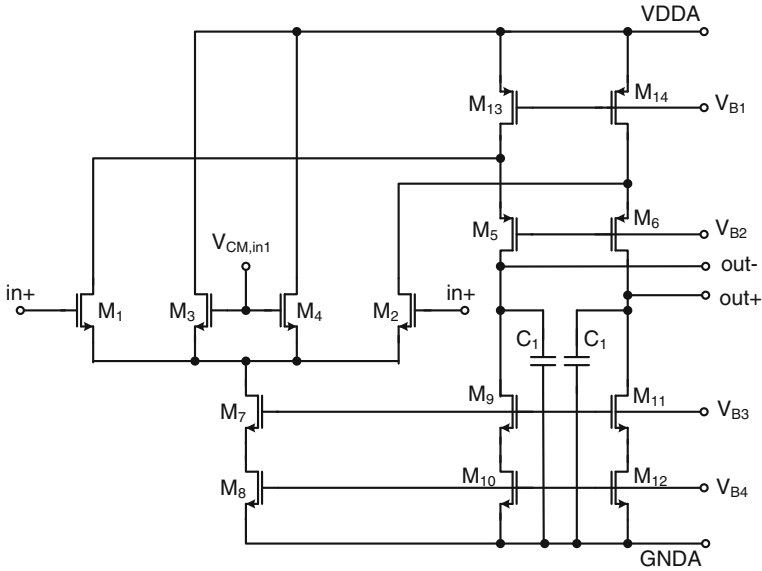 VDDA
M13
M14
VB1
M5
M6
VB2
VCM,in1
out-
in+
M1
M3
M4
M2
in+
out+
C1
C1
M7
M9
M11
VB3
M8
M10
M12
VB4
GNDA